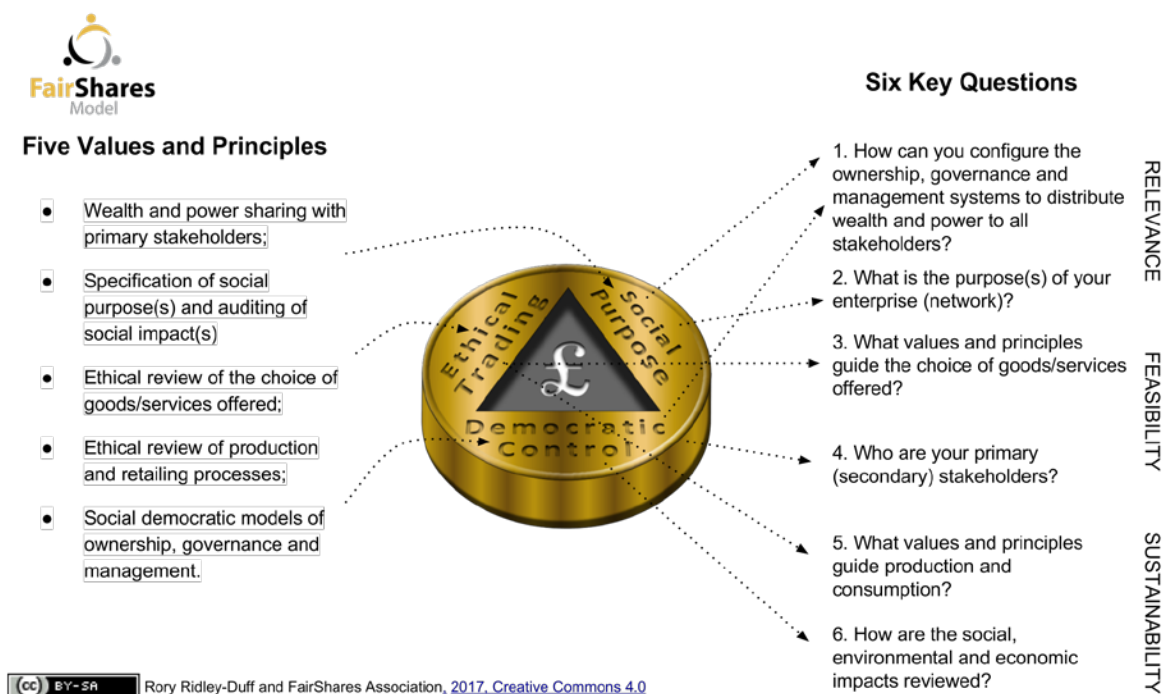 FairShares
Model
Five Values and Principles
● Wealth and power sharing with
primary stakeholders;
● Specification of social
purpose(s) and auditing of
social impact(s)
● Ethical review of the choice of
goods/services offered;
● Ethical review of production
and retailing processes;
● Social democratic models of
ownership, governance and
management.
Ethical
Trading
Social
Purpose
£
Democratic
Control
Six Key Questions
1. How can you configure the
ownership, governance and
management systems to distribute
wealth and power to all
stakeholders?
2. What is the purpose(s) of your
enterprise (network)?
3. What values and principles
guide the choice of goods/services
offered?
4. Who are your primary
(secondary) stakeholders?
5. What values and principles
guide production and
consumption?
6. How are the social,
environmental and economic
impacts reviewed?
RELEVANCE
FEASIBILITY
SUSTAINABILITY
(cc) BY-SA
Rory Ridley-Duff and FairShares Association, 2017, Creative Commons 4.0